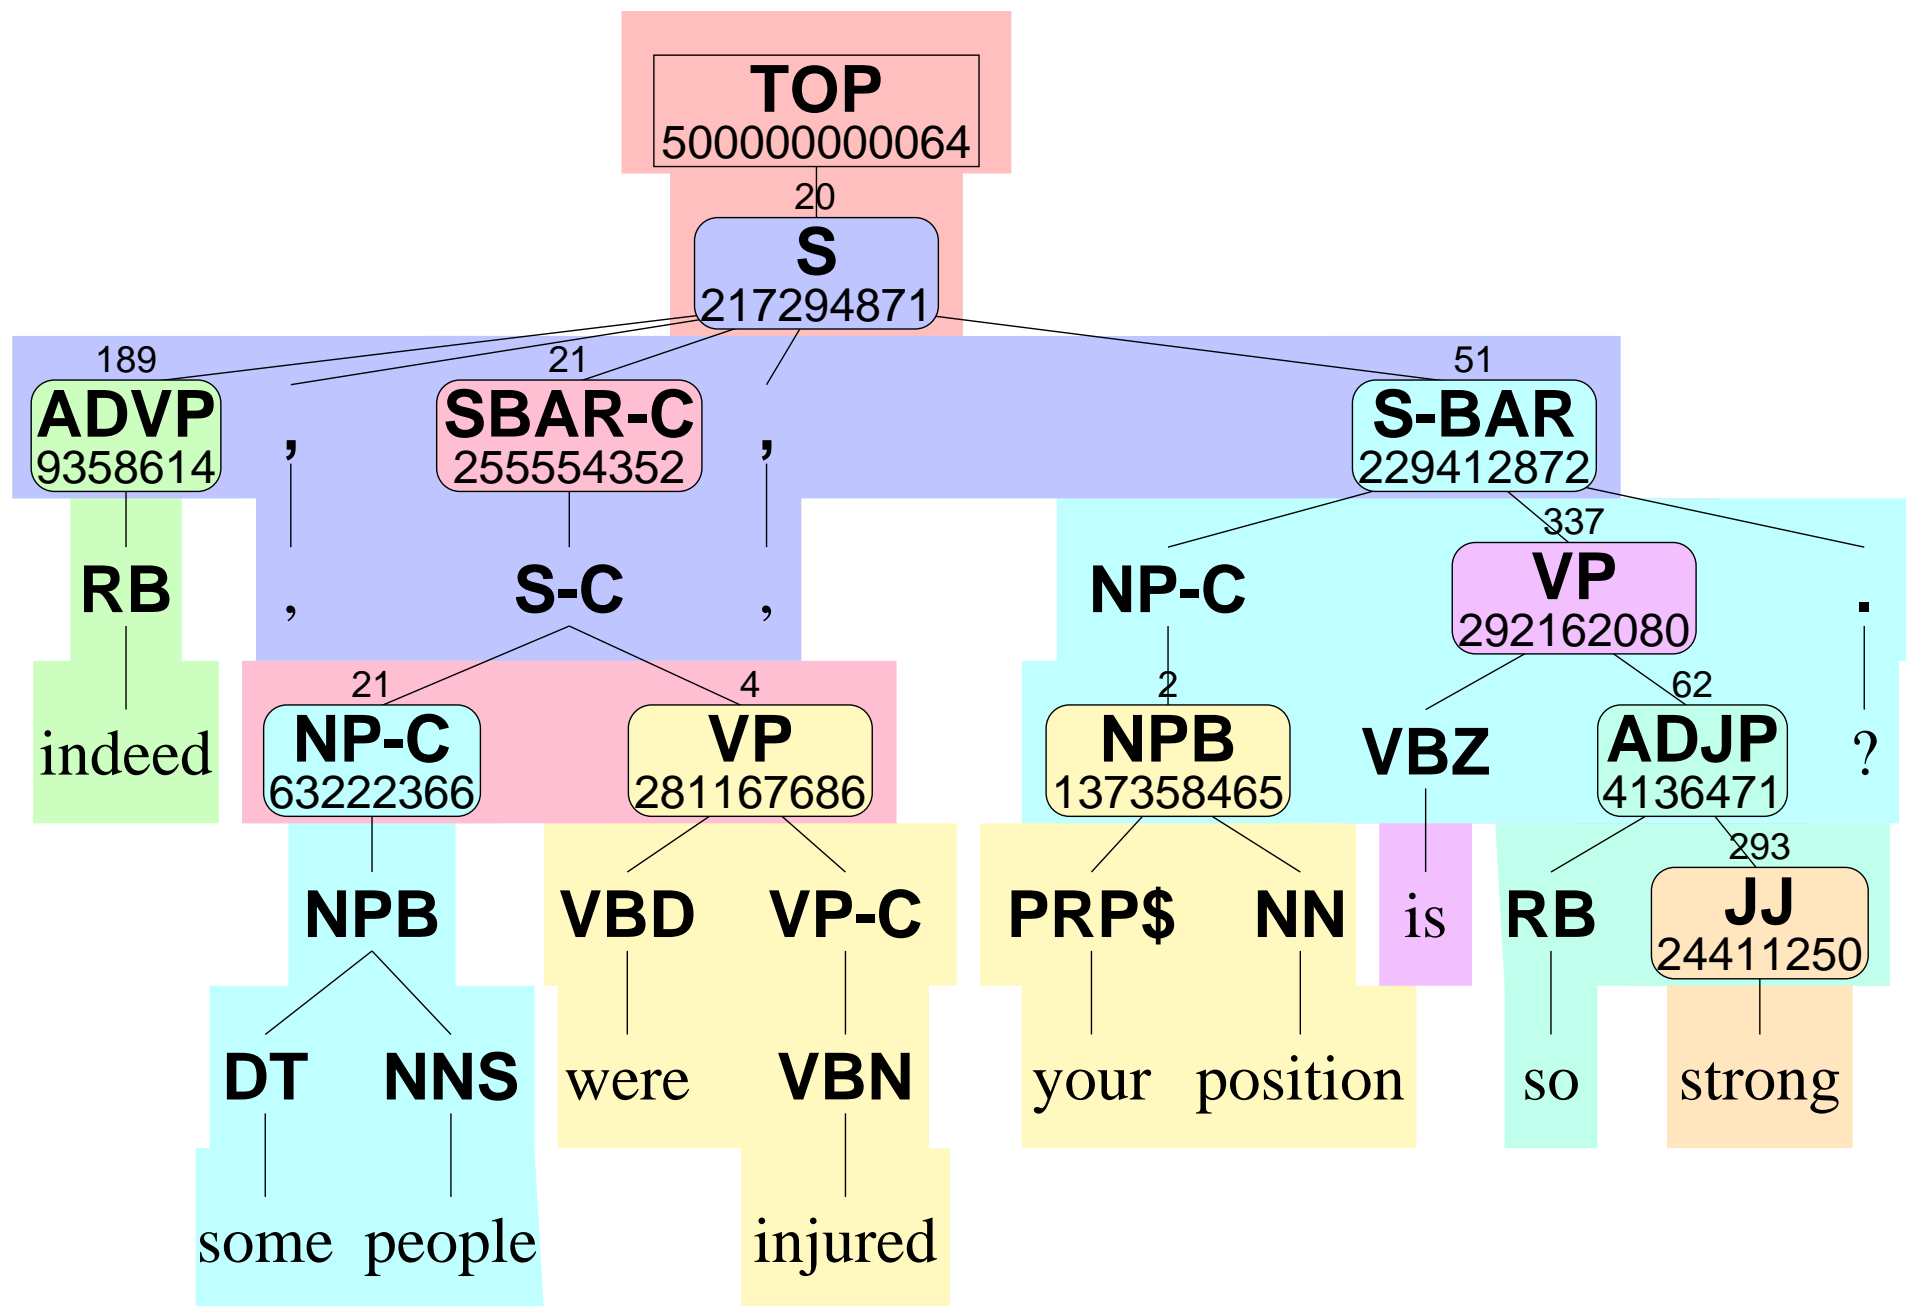 TOP
500000000064
20
S
217294871
189 21 51
ADVP , SBAR-C , S-BAR
9358614 255554352 229412872
337
RB , S-C , NP-C VP .
292162080
21 4 2 62
indeed NP-C VP NPB VBZ ADJP ?
63222366 281167686 137358465 4136471
293
NPB VBD VP-C PRP$ NN is RB JJ
24411250
DT NNS were VBN your position so strong
some people injured